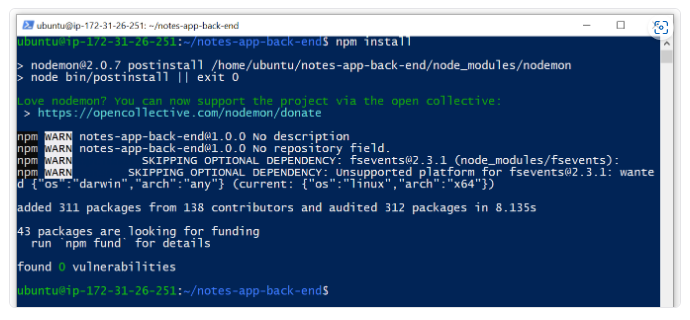 ubuntu@ip-172-31-26-251: ~/notes-app-back-end
ubuntu@ip-172-31-26-251:~/notes-app-back-end$ npm install
> nodemon@2.0.7 postinstall /home/ubuntu/notes-app-back-end/node_modules/nodemon
> node bin/postinstall || exit 0
Love nodemon? You can now support the project via the open collective:
> https://opencollective.com/nodemon/donate
npm WARN notes-app-back-end@1.0.0 No description
npm WARN notes-app-back-end@1.0.0 No repository field.
npm WARN SKIPPING OPTIONAL DEPENDENCY: fsevents@2.3.1 (node_modules/fsevents):
npm WARN SKIPPING OPTIONAL DEPENDENCY: Unsupported platform for fsevents@2.3.1: wante
d {"os":"darwin","arch":"any"} (current: {"os":"linux","arch":"x64"})
added 311 packages from 138 contributors and audited 312 packages in 8.135s
43 packages are looking for funding
run `npm fund` for details
found 0 vulnerabilities
ubuntu@ip-172-31-26-251:~/notes-app-back-end$